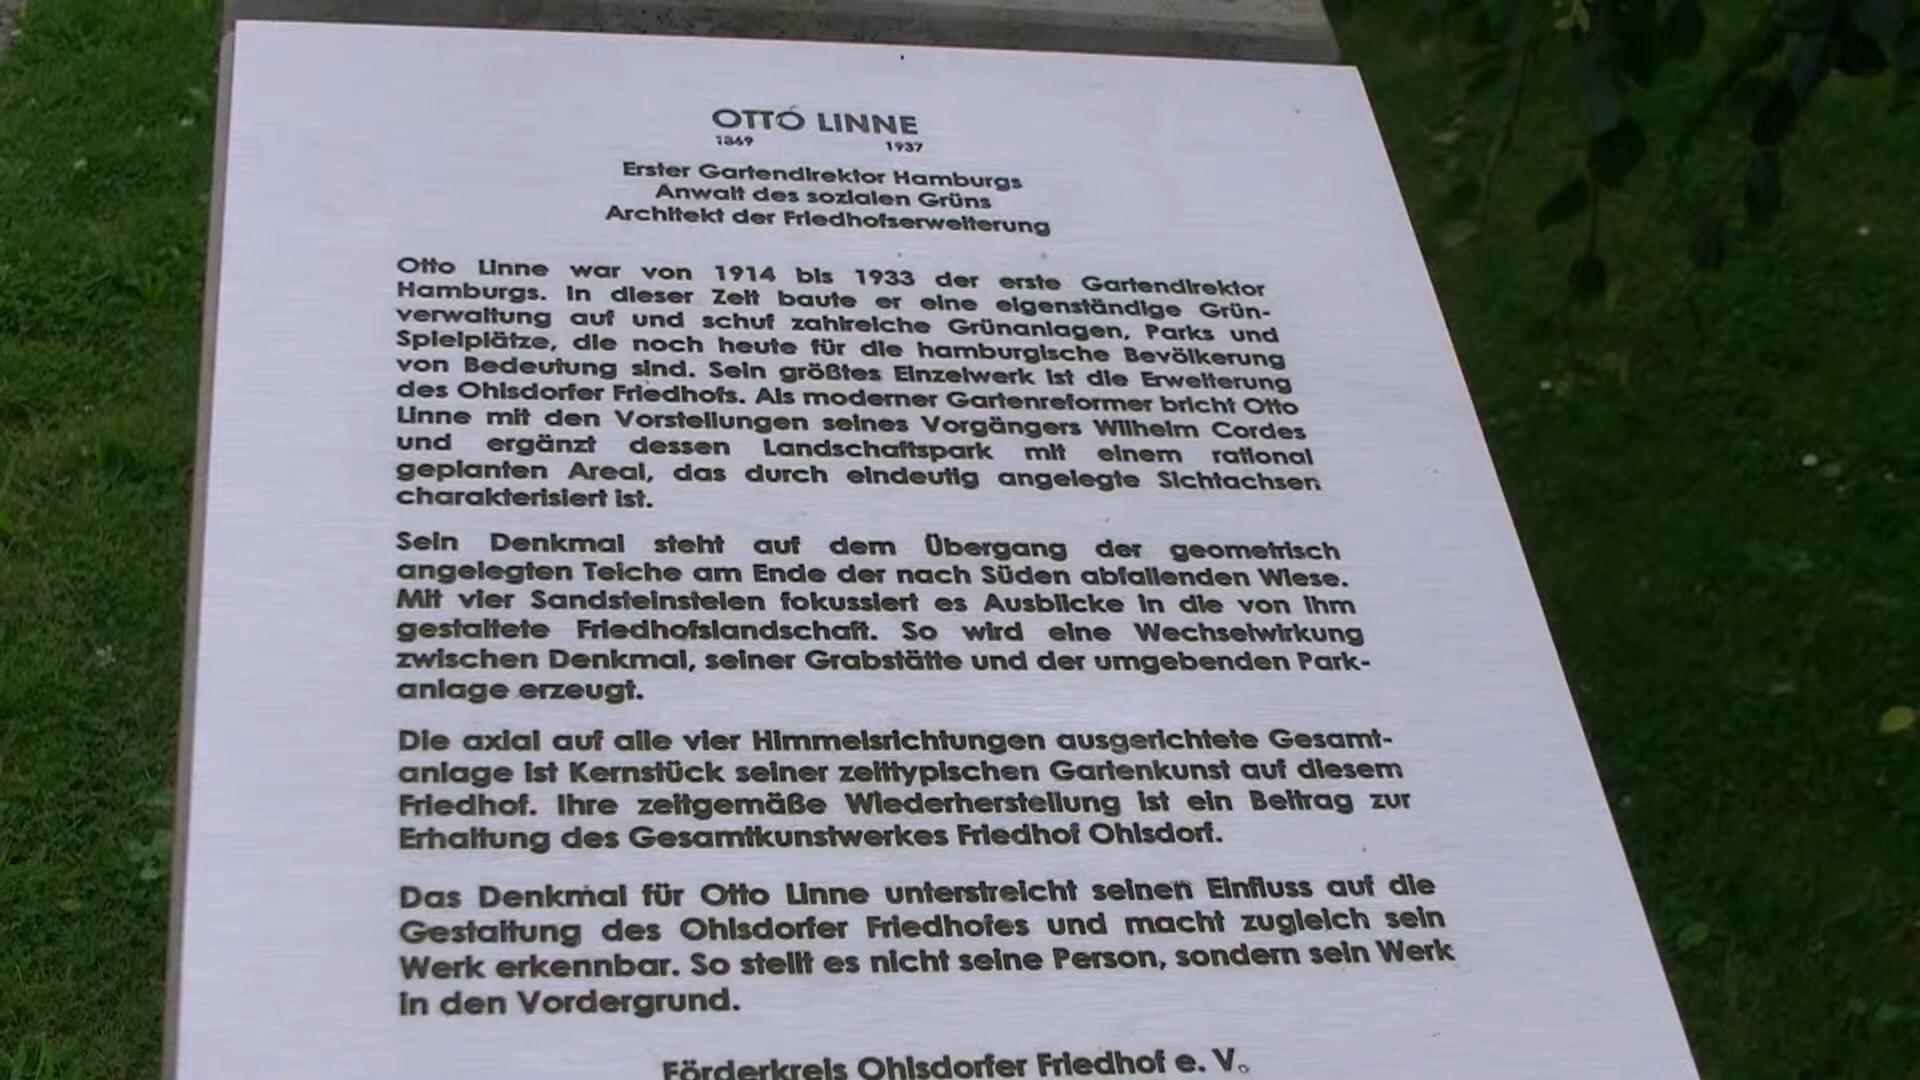 OTTO LINNE
1869 1937
Erster Gartendirektor Hamburgs
Anwalt des sozialen Grüns
Architekt der Friedhofserweiterung
Otto Linne war von 1914 bis 1933 der erste Gartendirektor
Hamburgs. In dieser Zeit baute er eine eigenständige Grün-
verwaltung auf und schuf zahlreiche Grünanlagen, Parks und
Spielplätze, die noch heute für die hamburgische Bevölkerung
von Bedeutung sind. Sein größtes Einzelwerk ist die Erweiterung
des Ohlsdorfer Friedhofs. Als moderner Gartenreformer bricht Otto
Linne mit den Vorstellungen seines Vorgängers Wilhelm Cordes
und ergänzt dessen Landschaftspark mit einem rational
geplanten Areal, das durch eindeutig angelegte Sichtachsen
charakterisiert ist.
Sein Denkmal steht auf dem Übergang der geometrisch
angelegten Teiche am Ende der nach Süden abfallenden Wiese.
Mit vier Sandsteinstelen fokussiert es Ausblicke in die von ihm
gestaltete Friedhofslandschaft. So wird eine Wechselwirkung
zwischen Denkmal, seiner Grabstätte und der umgebenden Park-
anlage erzeugt.
Die axial auf alle vier Himmelsrichtungen ausgerichtete Gesamt-
anlage ist Kernstück seiner zeittypischen Gartenkunst auf diesem
Friedhof. Ihre zeitgemäße Wiederherstellung ist ein Beitrag zur
Erhaltung des Gesamtkunstwerkes Friedhof Ohlsdorf.
Das Denkmal für Otto Linne unterstreicht seinen Einfluss auf die
Gestaltung des Ohlsdorfer Friedhofes und macht zugleich sein
Werk erkennbar. So stellt es nicht seine Person, sondern sein Werk
in den Vordergrund.
Förderkreis Ohlsdorfer Friedhof e. V.